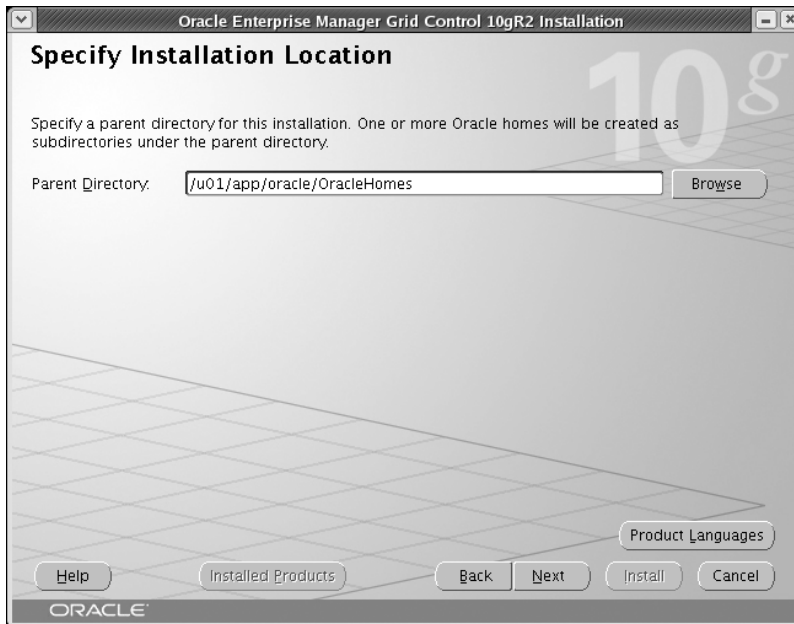 Oracle Enterprise Manager Grid Control 10gR2 Installation
Specify Installation Location
10g
Specify a parent directory for this installation. One or more Oracle homes will be created as
subdirectories under the parent directory.
Parent Directory: /u01/app/oracle/OracleHomes Browse
Product Languages
Help Installed Products Back Next Install Cancel
ORACLE